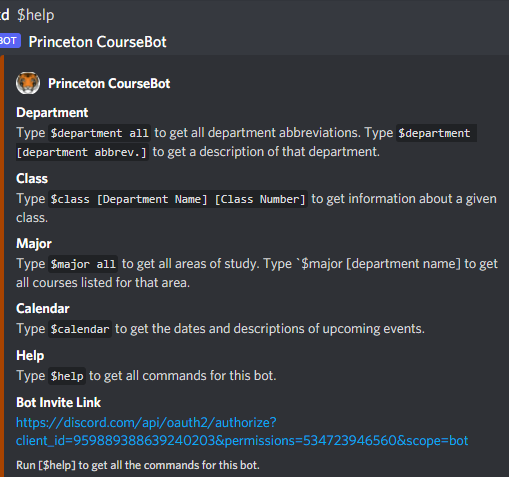 d $help
BOT Princeton CourseBot
Princeton CourseBot
Department
Type $department all to get all department abbreviations. Type $department
[department abbrev.] to get a description of that department.
Class
Type $class [Department Name] [Class Number] to get information about a given
class.
Major
Type $major all to get all areas of study. Type `$major [department name] to get
all courses listed for that area.
Calendar
Type $calendar to get the dates and descriptions of upcoming events.
Help
Type $help to get all commands for this bot.
Bot Invite Link
https://discord.com/api/oauth2/authorize?
client_id=959889388639240203&permissions=534723946560&scope=bot
Run [$help] to get all the commands for this bot.